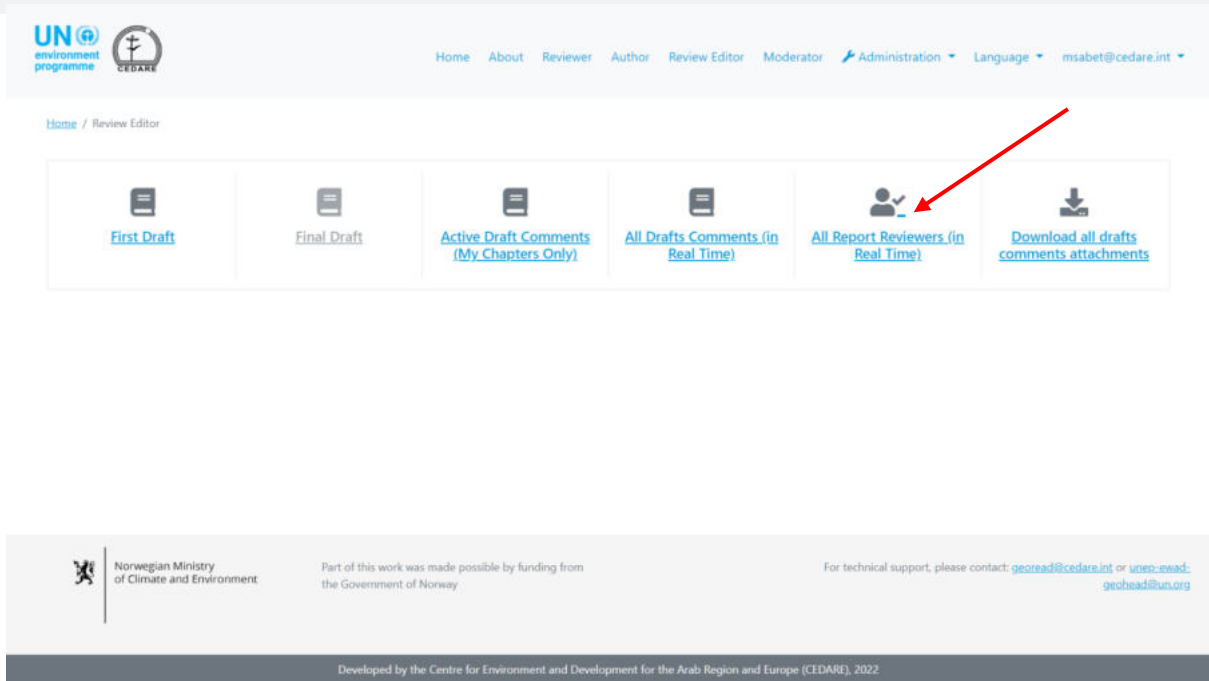 UN
environment
programme
CEDARE
Home About Reviewer Author Review Editor Moderator Administration Language msabet@cedare.int
Home / Review Editor
First Draft
Final Draft
Active Draft Comments
(My Chapters Only)
All Drafts Comments (in
Real Time)
All Report Reviewers (in
Real Time)
Download all drafts
comments attachments
Norwegian Ministry
of Climate and Environment
Part of this work was made possible by funding from
the Government of Norway
For technical support, please contact: georead@cedare.int or unep-ewad-
geohead@un.org
Developed by the Centre for Environment and Development for the Arab Region and Europe (CEDARE), 2022